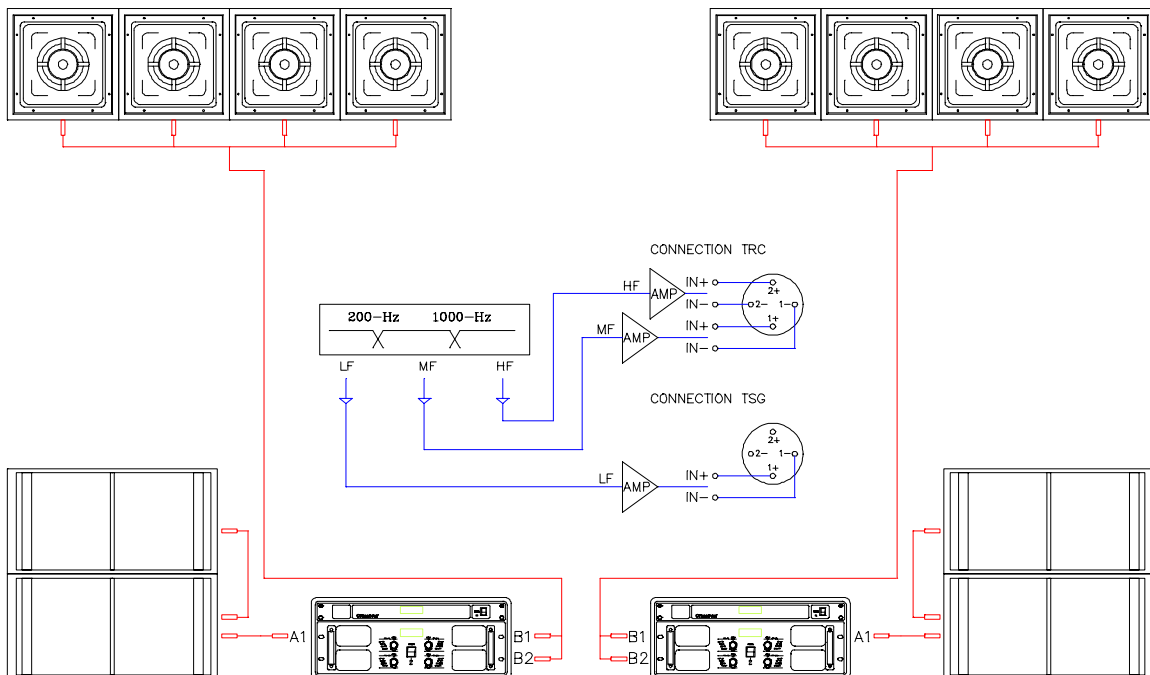 CONNECTION TRC
HF
AMP
IN+
2+
IN-
2-
1-
200-Hz
1000-Hz
MF
AMP
IN+
1+
IN-
LF
MF
HF
CONNECTION TSG
2+
2-
1-
LF
AMP
IN+
1+
IN-
A1
B1
B1
A1
B2
B2